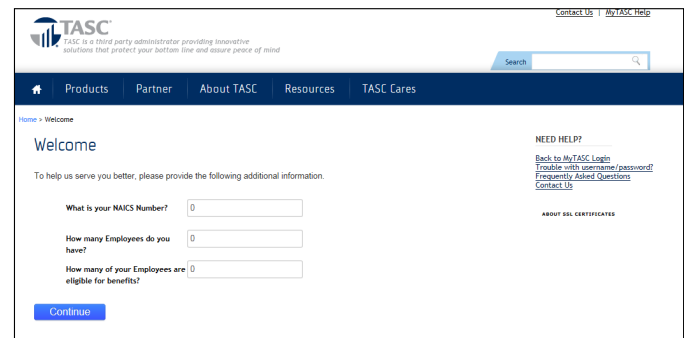 Contact Us | MyTASC Help
TASC
TASC is a third party administrator providing innovative
solutions that protect your bottom line and assure peace of mind
Search
Products Partner About TASC Resources TASC Cares
Home > Welcome
Welcome
To help us serve you better, please provide the following additional information.
What is your NAICS Number? 0
How many Employees do you
have? 0
How many of your Employees are
eligible for benefits? 0
Continue
NEED HELP?
Back to MyTASC Login
Trouble with username/password?
Frequently Asked Questions
Contact Us
ABOUT SSL CERTIFICATES